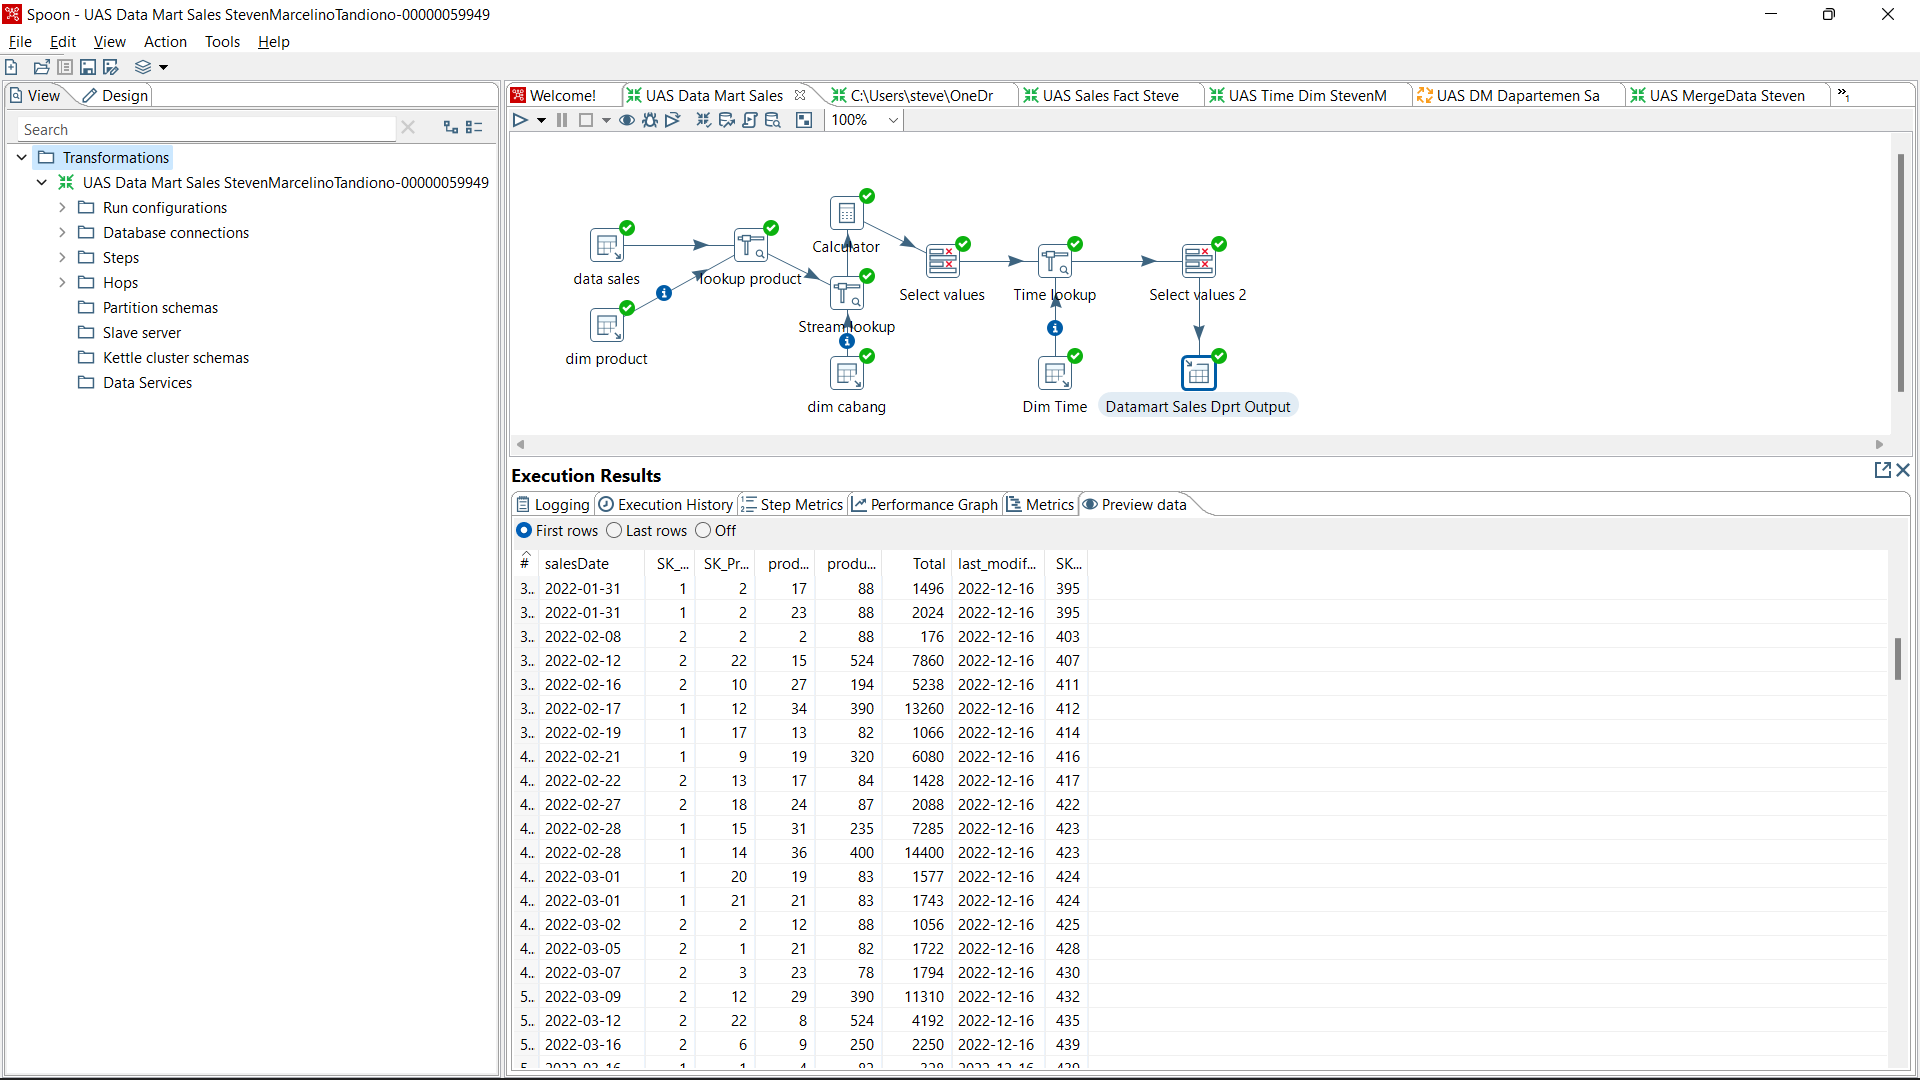 Spoon - UAS Data Mart Sales StevenMarcelinoTandiono-00000059949
File Edit View Action Tools Help
View Design
Search
Transformations
UAS Data Mart Sales StevenMarcelinoTandiono-00000059949
Run configurations
Database connections
Steps
Hops
Partition schemas
Slave server
Kettle cluster schemas
Data Services
Welcome! UAS Data Mart Sales C:\Users\steve\OneDr UAS Sales Fact Steve UAS Time Dim StevenM UAS DM Dapartemen Sa UAS MergeData Steven »1
100%
data sales
dim product
lookup product
Calculator
Stream lookup
dim cabang
Select values
Time lookup
Dim Time
Select values 2
Datamart Sales Dprt Output
Execution Results
Logging Execution History Step Metrics Performance Graph Metrics Preview data
First rows Last rows Off
# salesDate SK_... SK_Pr... prod... produ... Total last_modif... SK...
3.. 2022-01-31 1 2 17 88 1496 2022-12-16 395
3.. 2022-01-31 1 2 23 88 2024 2022-12-16 395
3.. 2022-02-08 2 2 2 88 176 2022-12-16 403
3.. 2022-02-12 2 22 15 524 7860 2022-12-16 407
3.. 2022-02-16 2 10 27 194 5238 2022-12-16 411
3.. 2022-02-17 1 12 34 390 13260 2022-12-16 412
3.. 2022-02-19 1 17 13 82 1066 2022-12-16 414
4.. 2022-02-21 1 9 19 320 6080 2022-12-16 416
4.. 2022-02-22 2 13 17 84 1428 2022-12-16 417
4.. 2022-02-27 2 18 24 87 2088 2022-12-16 422
4.. 2022-02-28 1 15 31 235 7285 2022-12-16 423
4.. 2022-02-28 1 14 36 400 14400 2022-12-16 423
4.. 2022-03-01 1 20 19 83 1577 2022-12-16 424
4.. 2022-03-01 1 21 21 83 1743 2022-12-16 424
4.. 2022-03-02 2 2 12 88 1056 2022-12-16 425
4.. 2022-03-05 2 1 21 82 1722 2022-12-16 428
4.. 2022-03-07 2 3 23 78 1794 2022-12-16 430
5.. 2022-03-09 2 12 29 390 11310 2022-12-16 432
5.. 2022-03-12 2 22 8 524 4192 2022-12-16 435
5.. 2022-03-16 2 6 9 250 2250 2022-12-16 439
5.. 2022-03-16 1 1 4 82 328 2022-12-16 439